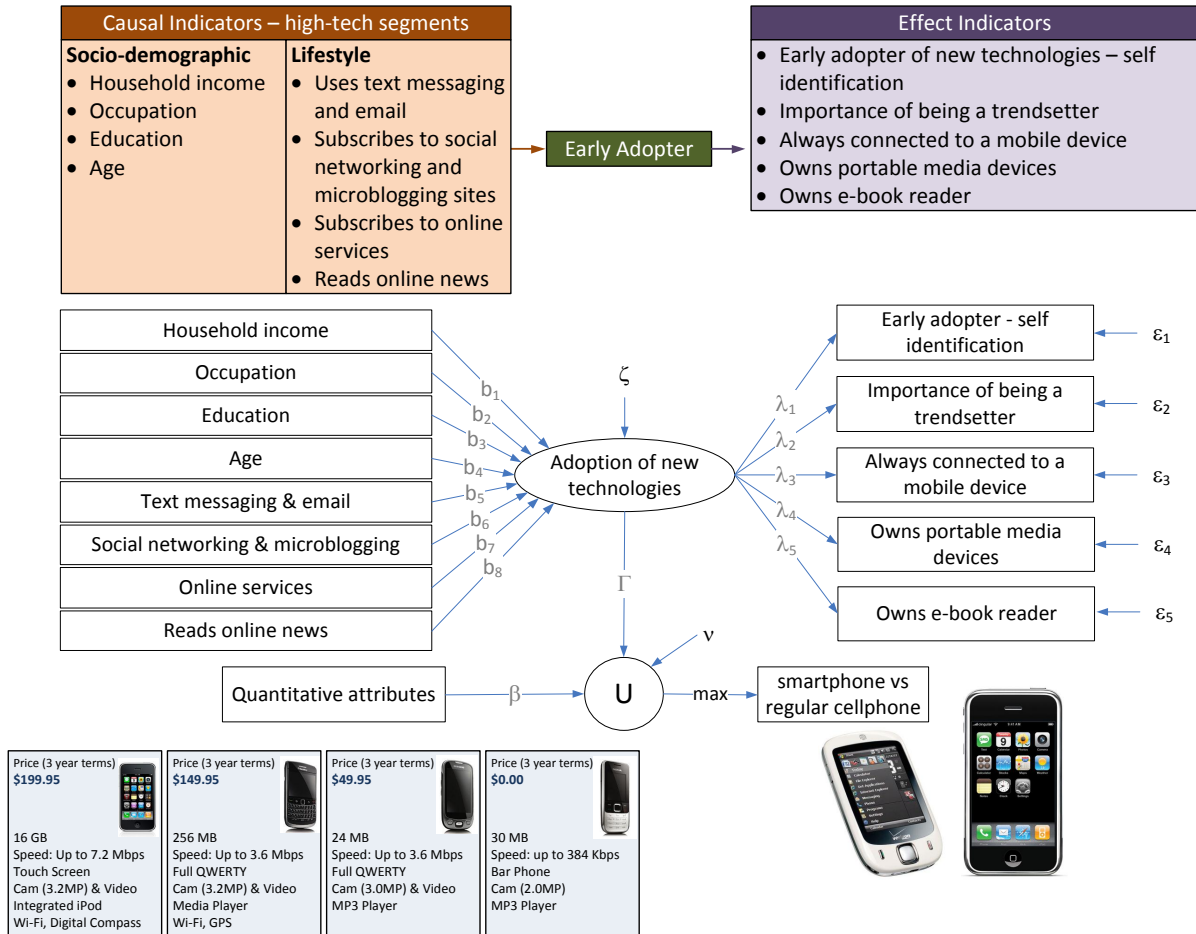 Causal Indicators – high-tech segments
Socio-demographic
• Household income
• Occupation
• Education
• Age
Lifestyle
• Uses text messaging
and email
• Subscribes to social
networking and
microblogging sites
• Subscribes to online
services
• Reads online news
Early Adopter
Effect Indicators
• Early adopter of new technologies – self
identification
• Importance of being a trendsetter
• Always connected to a mobile device
• Owns portable media devices
• Owns e-book reader
Household income
Occupation
Education
Age
Text messaging & email
Social networking & microblogging
Online services
Reads online news
b1
b2
b3
b4
b5
b6
b7
b8
ζ
Adoption of new
technologies
λ1
λ2
λ3
λ4
λ5
Early adopter - self
identification
Importance of being a
trendsetter
Always connected to a
mobile device
Owns portable media
devices
Owns e-book reader
ε1
ε2
ε3
ε4
ε5
Γ
ν
Quantitative attributes
β
U
max
smartphone vs
regular cellphone
Price (3 year terms)
$199.95
16 GB
Speed: Up to 7.2 Mbps
Touch Screen
Cam (3.2MP) & Video
Integrated iPod
Wi-Fi, Digital Compass
Price (3 year terms)
$149.95
256 MB
Speed: Up to 3.6 Mbps
Full QWERTY
Cam (3.2MP) & Video
Media Player
Wi-Fi, GPS
Price (3 year terms)
$49.95
24 MB
Speed: Up to 3.6 Mbps
Full QWERTY
Cam (3.0MP) & Video
MP3 Player
Price (3 year terms)
$0.00
30 MB
Speed: up to 384 Kbps
Bar Phone
Cam (2.0MP)
MP3 Player